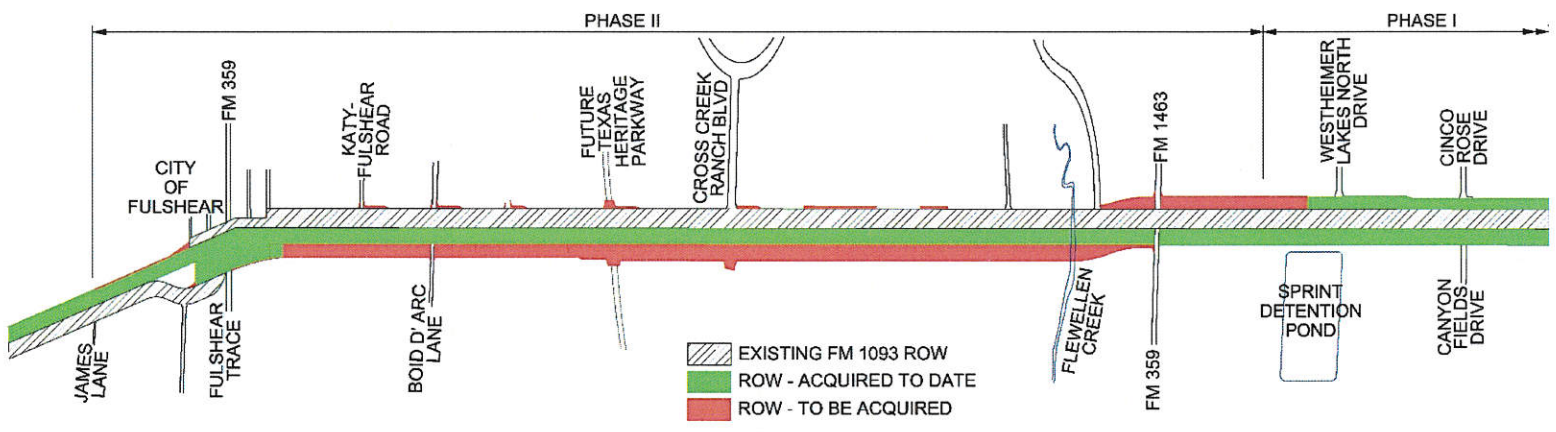 PHASE II
PHASE I
CITY
OF
FULSHEAR
FM 359
KATY-
FULSHEAR
ROAD
FUTURE
TEXAS
HERITAGE
PARKWAY
CROSS CREEK
RANCH BLVD
FM 1463
WESTHEIMER
LAKES NORTH
DRIVE
CINCO
ROSE
DRIVE
JAMES
LANE
FULSHEAR
TRACE
BOID D' ARC
LANE
FLEWELLEN
CREEK
FM 359
SPRINT
DETENTION
POND
CANYON
FIELDS
DRIVE
EXISTING FM 1093 ROW
ROW - ACQUIRED TO DATE
ROW - TO BE ACQUIRED